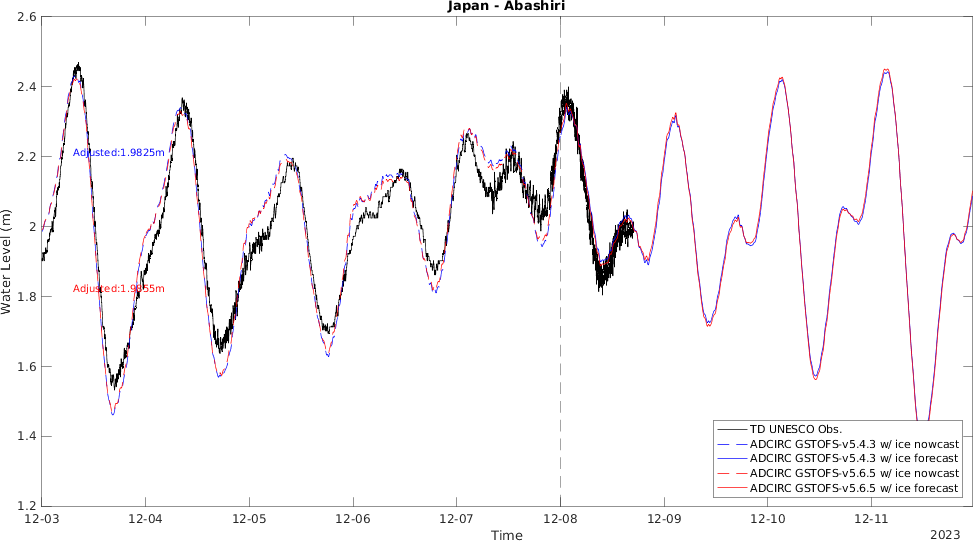 Japan - Abashiri
2.6
2.4
2.2
2
1.8
1.6
1.4
1.2
Water Level (m)
Adjusted:1.9825m
TD UNESCO Obs.
ADCIRC GSTOFS-v5.4.3 w/ ice nowcast
ADCIRC GSTOFS-v5.4.3 w/ ice forecast
ADCIRC GSTOFS-v5.6.5 w/ ice nowcast
ADCIRC GSTOFS-v5.6.5 w/ ice forecast
12-03 12-04 12-05 12-06 12-07 12-08 12-09 12-10 12-11
Time
2023